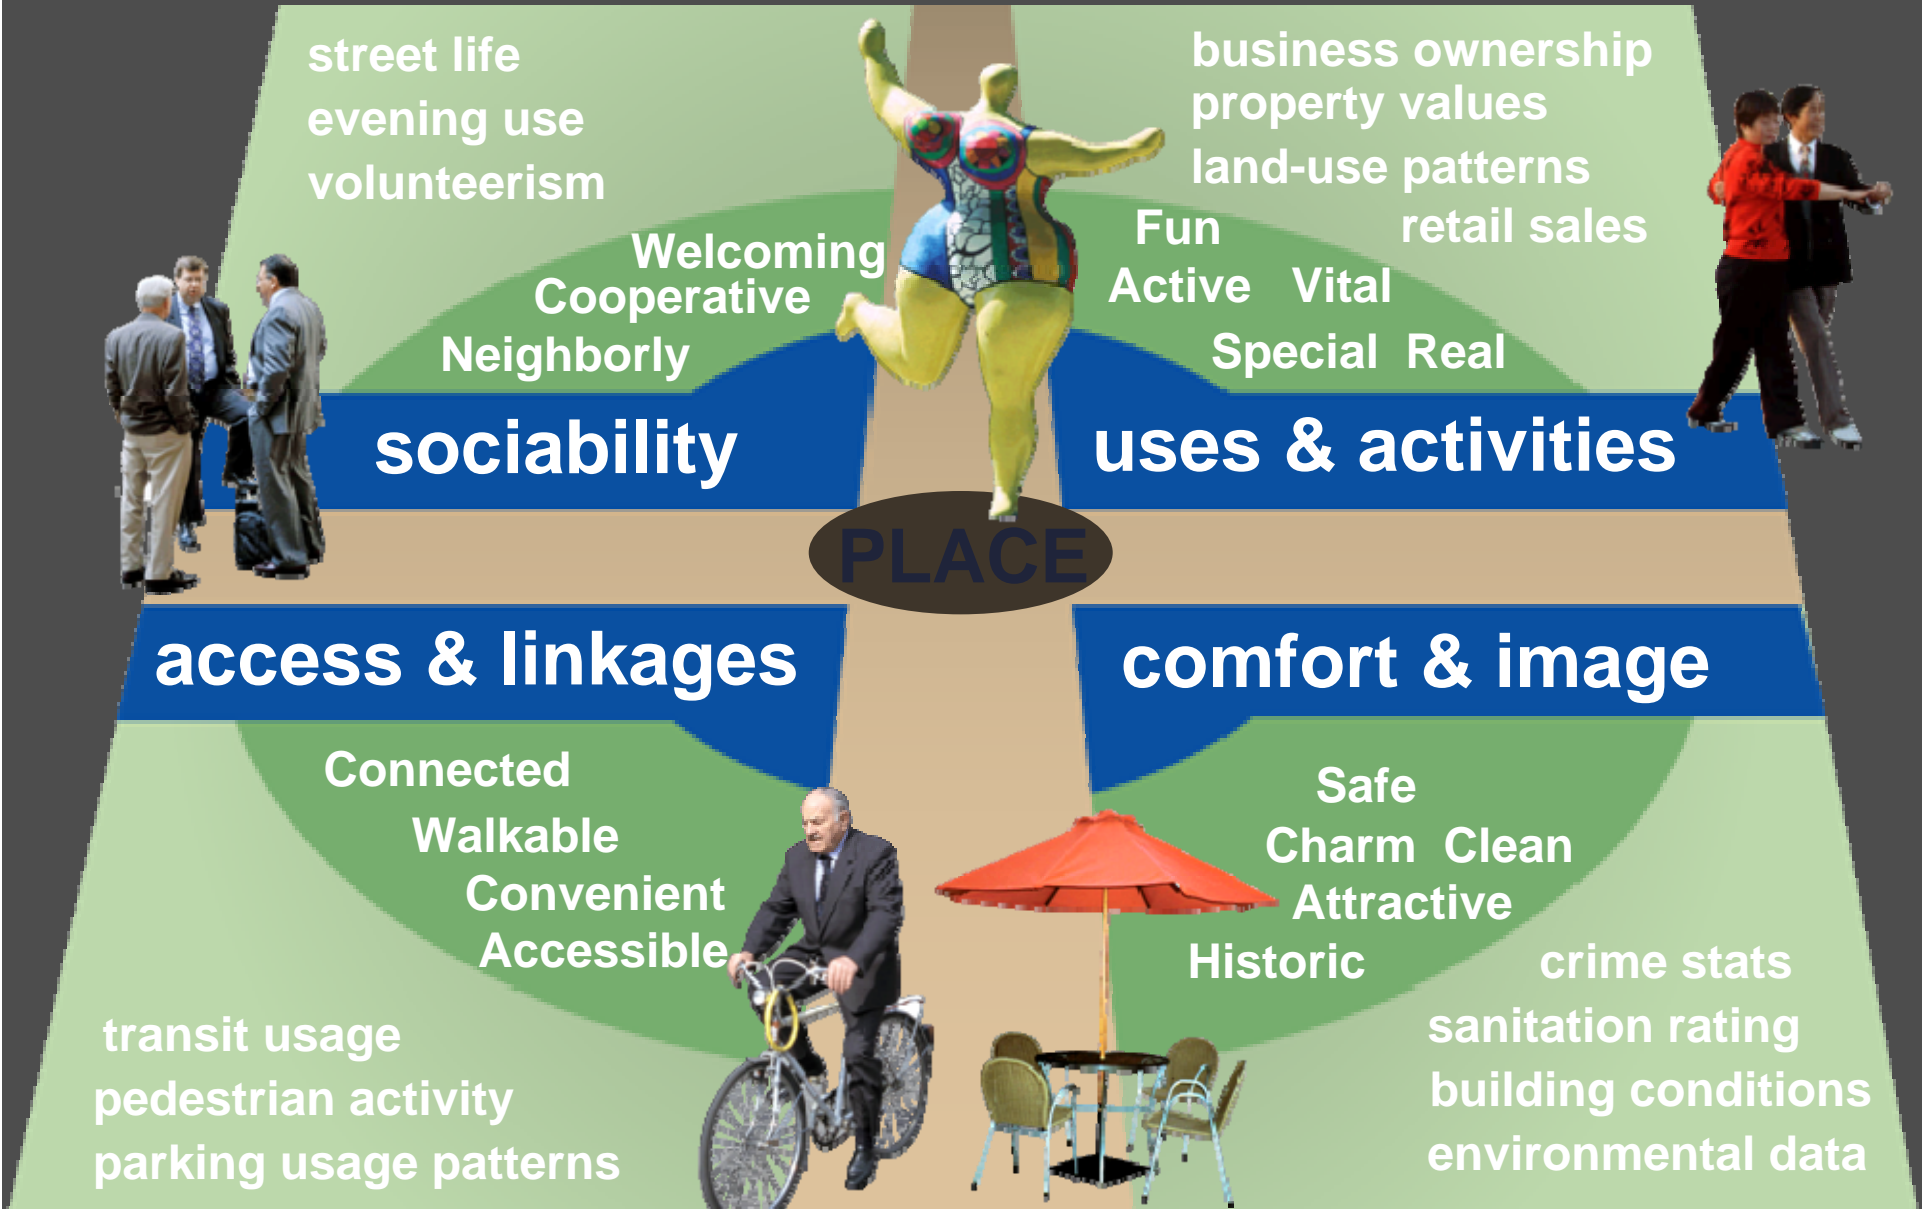 street life
evening use
volunteerism
Welcoming
Cooperative
Neighborly
sociability
business ownership
property values
land-use patterns
retail sales
Fun
Active Vital
Special Real
uses & activities
PLACE
access & linkages
Connected
Walkable
Convenient
Accessible
transit usage
pedestrian activity
parking usage patterns
comfort & image
Safe
Charm Clean
Attractive
Historic
crime stats
sanitation rating
building conditions
environmental data